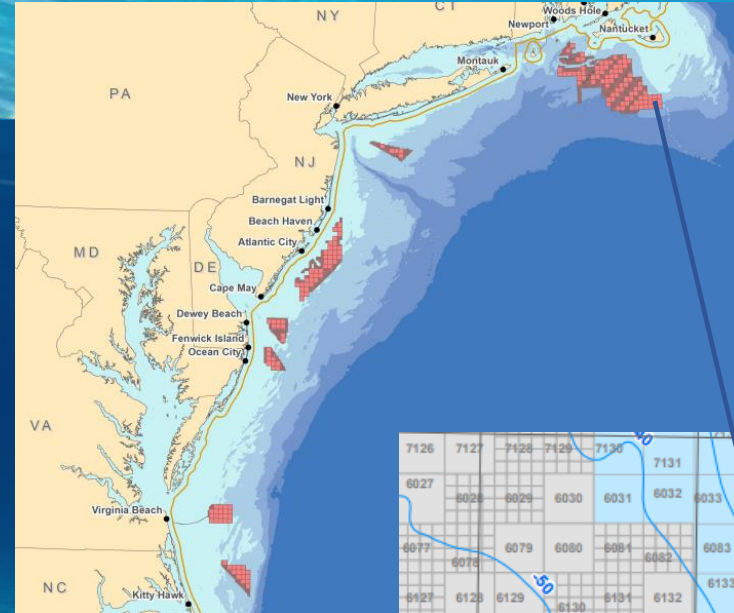 NY
CT
Woods Hole
Newport
Nantucket
Montauk
PA
New York
NJ
Barnegat Light
Beach Haven
Atlantic City
MD
DE
Cape May
Dewey Beach
Fenwick Island
Ocean City
VA
Virginia Beach
NC
Kitty Hawk
7126 7127 7128 7129 7130 7131
-40
6027 6028 6029 6030 6031 6032 6033
6077 6078 6079 6080 6081 6082 6083
-50
6127 6128 6129 6130 6131 6132 6133